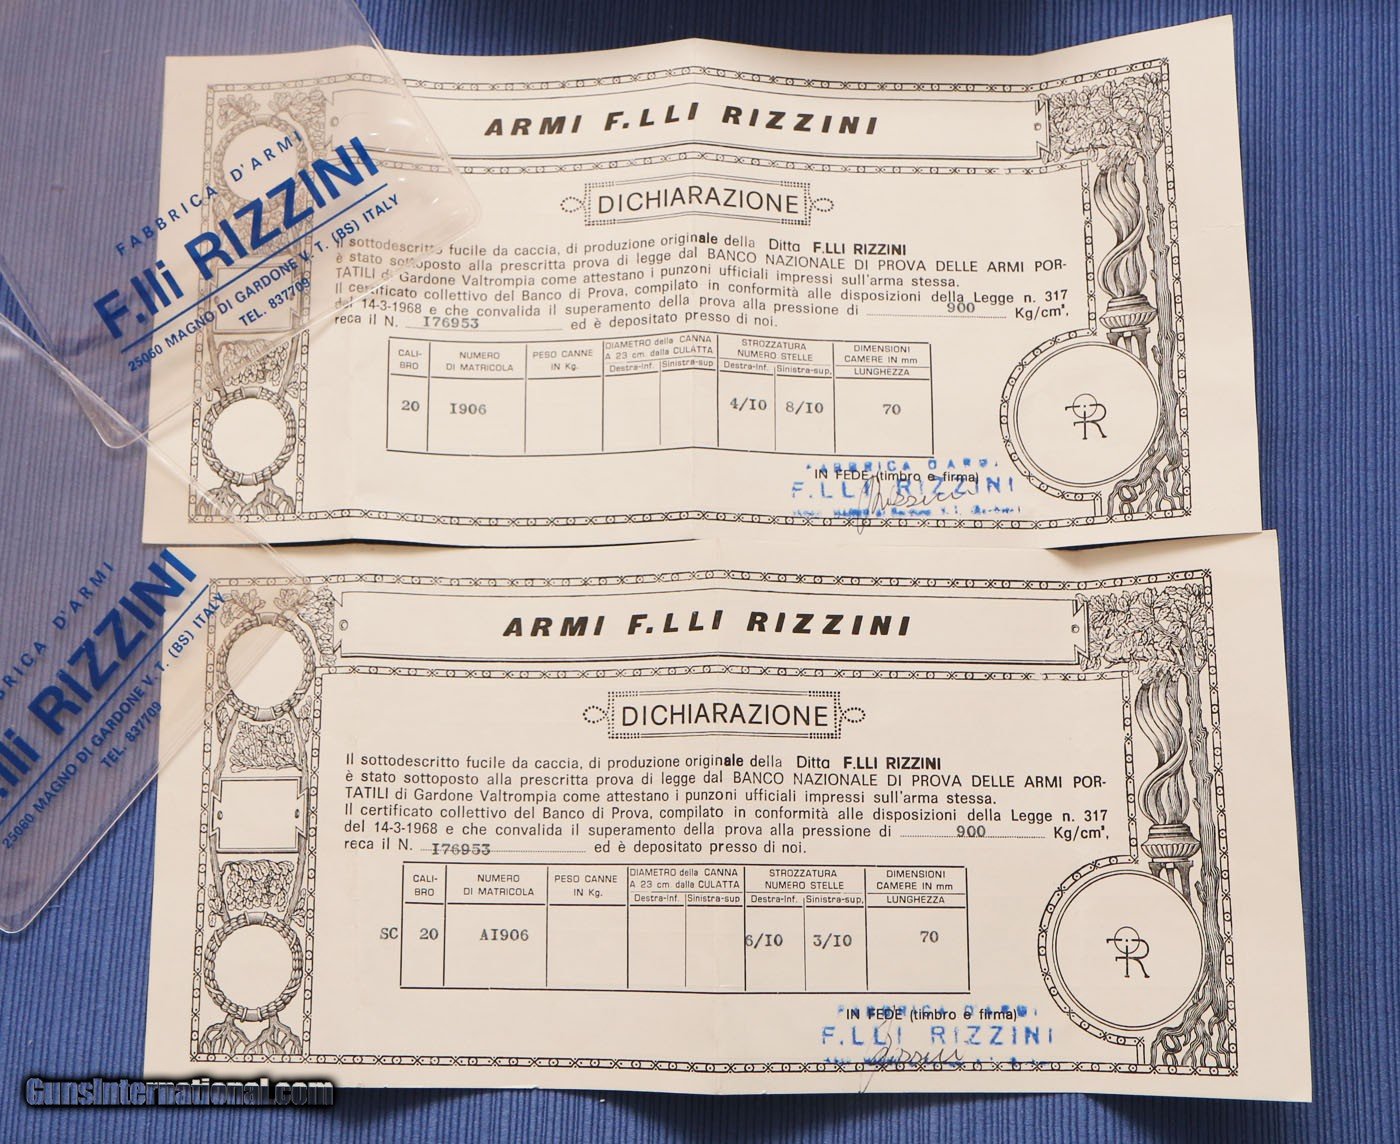 FABBRICA D'ARMI
F.lli RIZZINI
25060 MAGNO DI GARDONE V. T. (BS) ITALY
TEL. 837709
ARMI F.LLI RIZZINI
DICHIARAZIONE
Il sottodescritto fucile da caccia, di produzione originale della Ditta F.LLI RIZZINI
è stato sottoposto alla prescritta prova di legge dal BANCO NAZIONALE DI PROVA DELLE ARMI POR-
TATILI di Gardone Valtrompia come attestano i punzoni ufficiali impressi sull'arma stessa.
Il certificato collettivo del Banco di Prova, compilato in conformità alle disposizioni della Legge n. 317
del 14-3-1968 e che convalida il superamento della prova alla pressione di 900 Kg/cm²,
reca il N. I76953 ed è depositato presso di noi.
CALI-
BRO
NUMERO
DI MATRICOLA
PESO CANNE
IN Kg.
DIAMETRO della CANNA
A 23 cm. dalla CULATTA
Destra-Inf. Sinistra-sup
STROZZATURA
NUMERO STELLE
Destra-Inf. Sinistra-sup.
DIMENSIONI
CAMERE IN mm
LUNGHEZZA
20 I906 4/IO 8/IO 70
FABBRICA D'ARMI
IN FEDE (timbro e firma)
F.LLI RIZZINI
Rizzini
R
FABBRICA D'ARMI
F.lli RIZZINI
25060 MAGNO DI GARDONE V. T. (BS) ITALY
TEL. 837709
ARMI F.LLI RIZZINI
DICHIARAZIONE
Il sottodescritto fucile da caccia, di produzione originale della Ditta F.LLI RIZZINI
è stato sottoposto alla prescritta prova di legge dal BANCO NAZIONALE DI PROVA DELLE ARMI POR-
TATILI di Gardone Valtrompia come attestano i punzoni ufficiali impressi sull'arma stessa.
Il certificato collettivo del Banco di Prova, compilato in conformità alle disposizioni della Legge n. 317
del 14-3-1968 e che convalida il superamento della prova alla pressione di 900 Kg/cm²,
reca il N. I76953 ed è depositato presso di noi.
CALI-
BRO
NUMERO
DI MATRICOLA
PESO CANNE
IN Kg.
DIAMETRO della CANNA
A 23 cm. dalla CULATTA
Destra-Inf. Sinistra-sup
STROZZATURA
NUMERO STELLE
Destra-Inf. Sinistra-sup.
DIMENSIONI
CAMERE IN mm
LUNGHEZZA
SC 20 AI906 6/IO 3/IO 70
FABBRICA D'ARMI
IN FEDE (timbro e firma)
F.LLI RIZZINI
Rizzini
R
GunsInternational.com